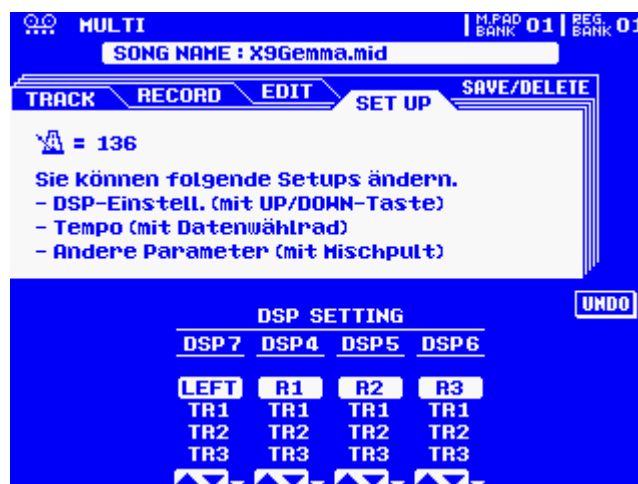 MULTI M.PAD BANK 01 REG. BANK 01
SONG NAME : X9Gemma.mid
TRACK RECORD EDIT SET UP SAVE/DELETE
= 136
Sie können folgende Setups ändern.
- DSP-Einstell. (mit UP/DOWN-Taste)
- Tempo (mit Datenwählrad)
- Andere Parameter (mit Mischpult)
UNDO
DSP SETTING
DSP7 DSP4 DSP5 DSP6
LEFT R1 R2 R3
TR1 TR1 TR1 TR1
TR2 TR2 TR2 TR2
TR3 TR3 TR3 TR3